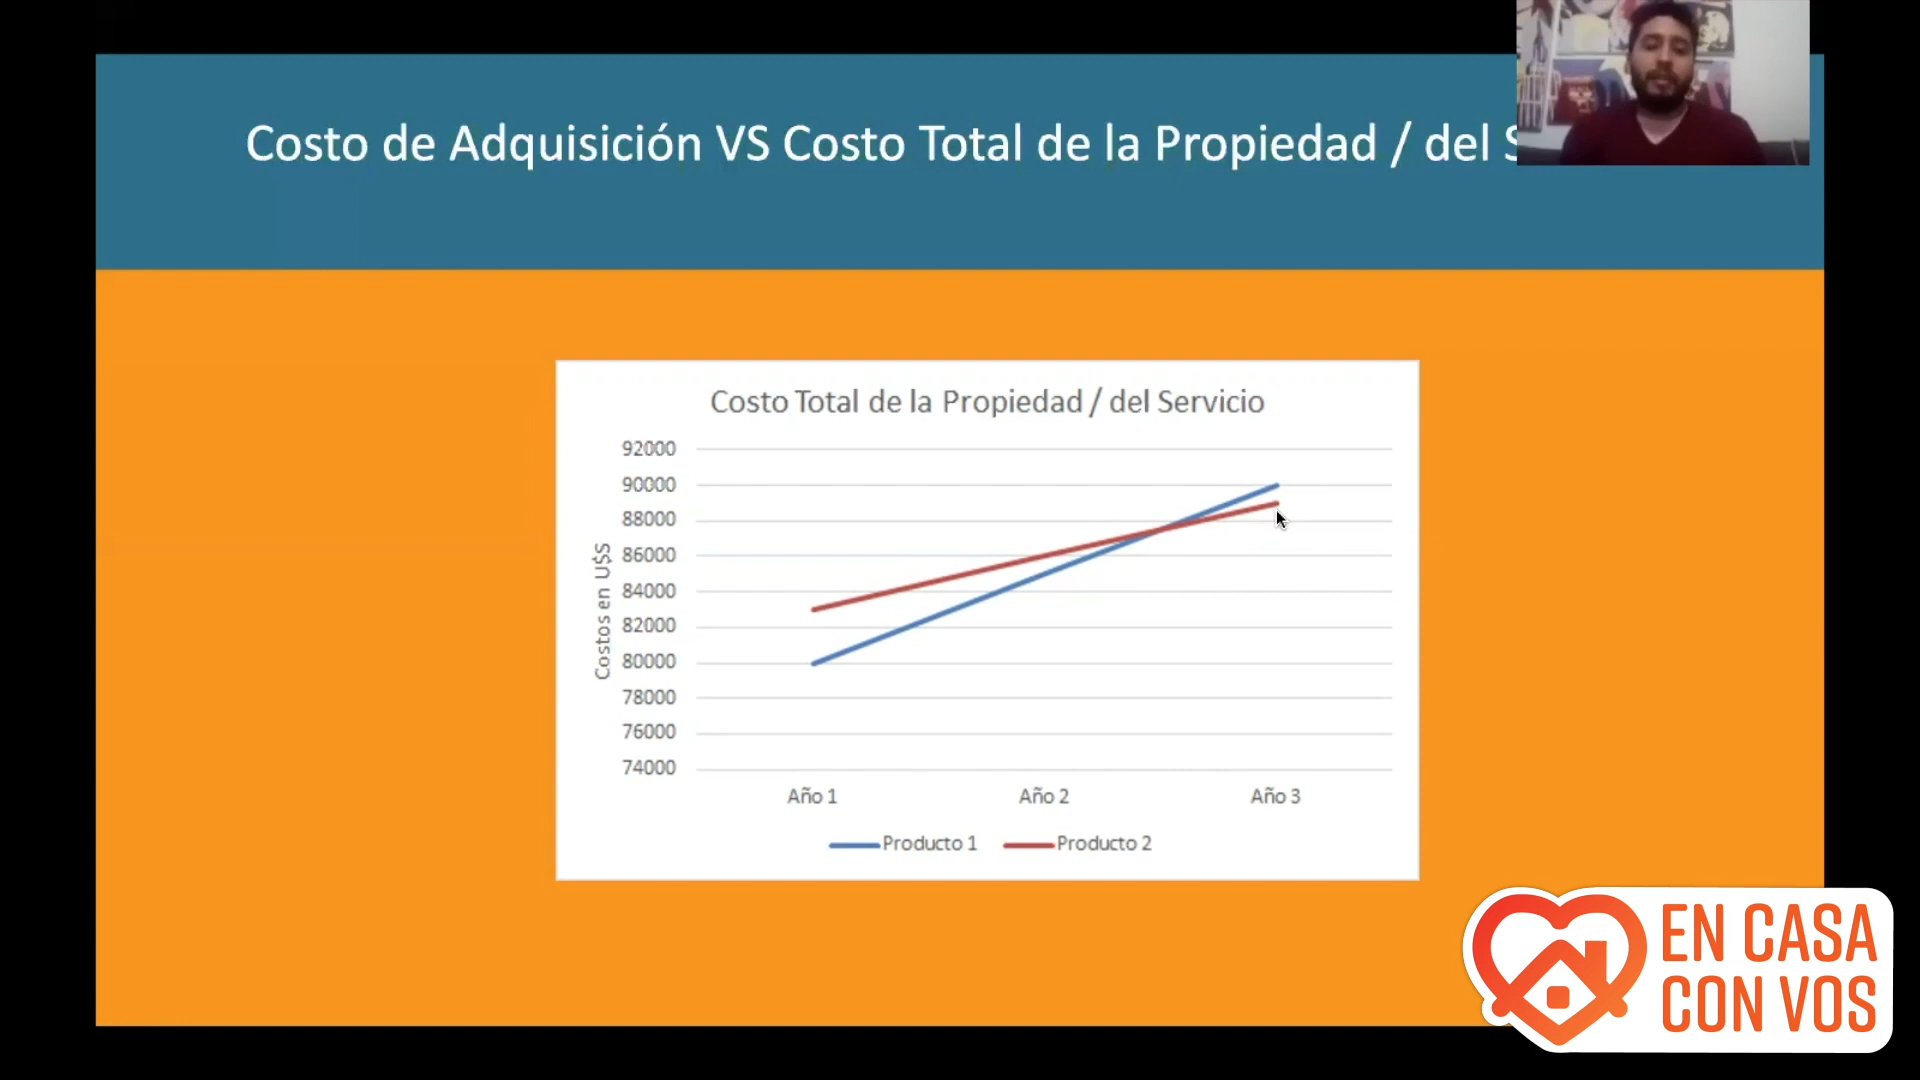 Costo de Adquisición VS Costo Total de la Propiedad / del
Costo Total de la Propiedad / del Servicio
Costos en U$S
92000
90000
88000
86000
84000
82000
80000
78000
76000
74000
Año 1 Año 2 Año 3
Producto 1 Producto 2
EN CASA
CON VOS